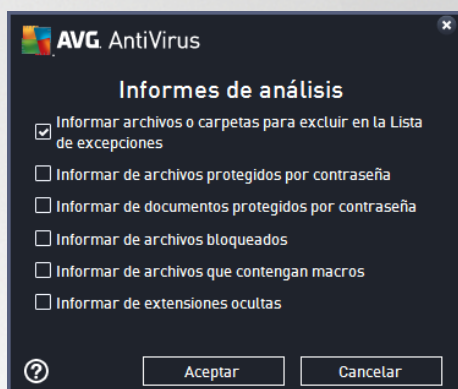 AVG. AntiVirus
Informes de análisis
Informar archivos o carpetas para excluir en la Lista
de excepciones
Informar de archivos protegidos por contraseña
Informar de documentos protegidos por contraseña
Informar de archivos bloqueados
Informar de archivos que contengan macros
Informar de extensiones ocultas
?
Aceptar
Cancelar